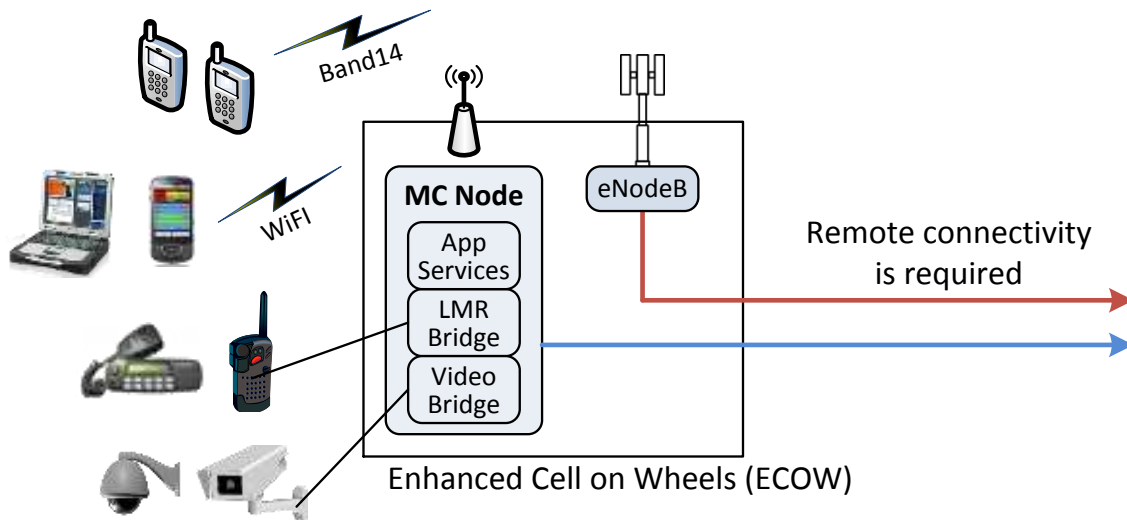 Band14
WiFI
MC Node
App
Services
LMR
Bridge
Video
Bridge
eNodeB
Remote connectivity
is required
Enhanced Cell on Wheels (ECOW)